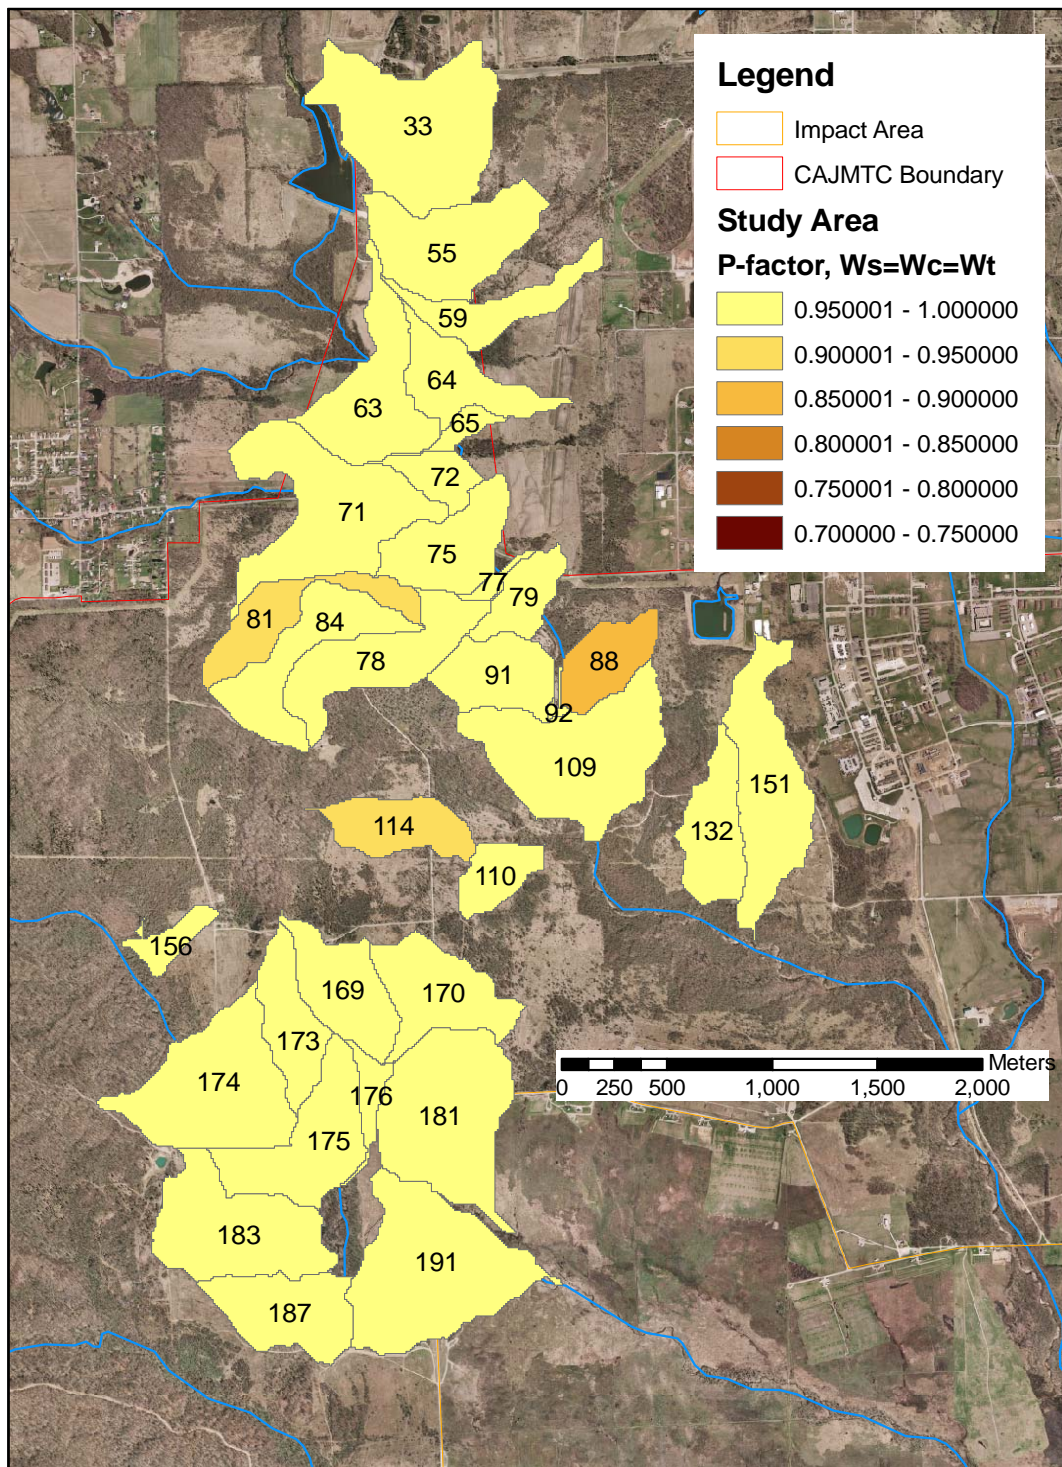 Legend
Impact Area
CAJMTC Boundary
Study Area
P-factor, Ws=Wc=Wt
0.950001 - 1.000000
0.900001 - 0.950000
0.850001 - 0.900000
0.800001 - 0.850000
0.750001 - 0.800000
0.700000 - 0.750000
33
55
59
64
63
65
72
71
75
77
79
81
84
78
88
91
92
109
151
132
114
110
156
169
170
173
174
176
181
175
183
191
187
Meters
0 250 500 1,000 1,500 2,000